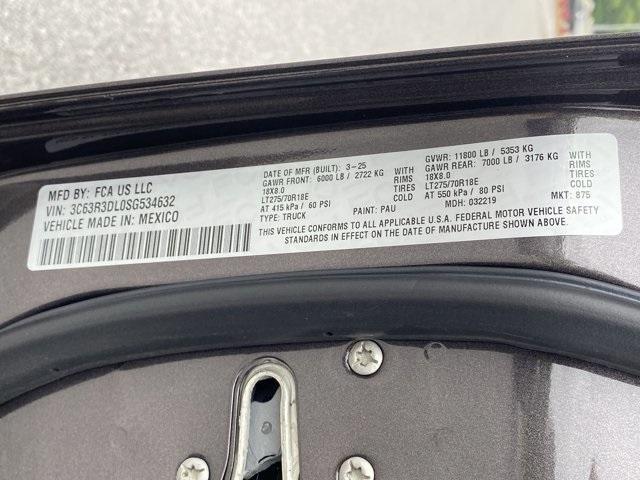 MFD BY: FCA US LLC
VIN: 3C63R3DL0SG534632
VEHICLE MADE IN: MEXICO
DATE OF MFR (BUILT): 3-25
GAWR FRONT: 6000 LB / 2722 KG
18X8.0
LT275/70R18E
AT 415 kPa / 60 PSI
TYPE: TRUCK
PAINT: PAU
WITH
RIMS
TIRES
COLD
GVWR: 11800 LB / 5353 KG
GAWR REAR: 7000 LB / 3176 KG
18X8.0
LT275/70R18E
AT 550 kPa / 80 PSI
MDH: 032219
WITH
RIMS
TIRES
COLD
MKT: 875
THIS VEHICLE CONFORMS TO ALL APPLICABLE U.S.A. FEDERAL MOTOR VEHICLE SAFETY
STANDARDS IN EFFECT ON THE DATE OF MANUFACTURE SHOWN ABOVE.